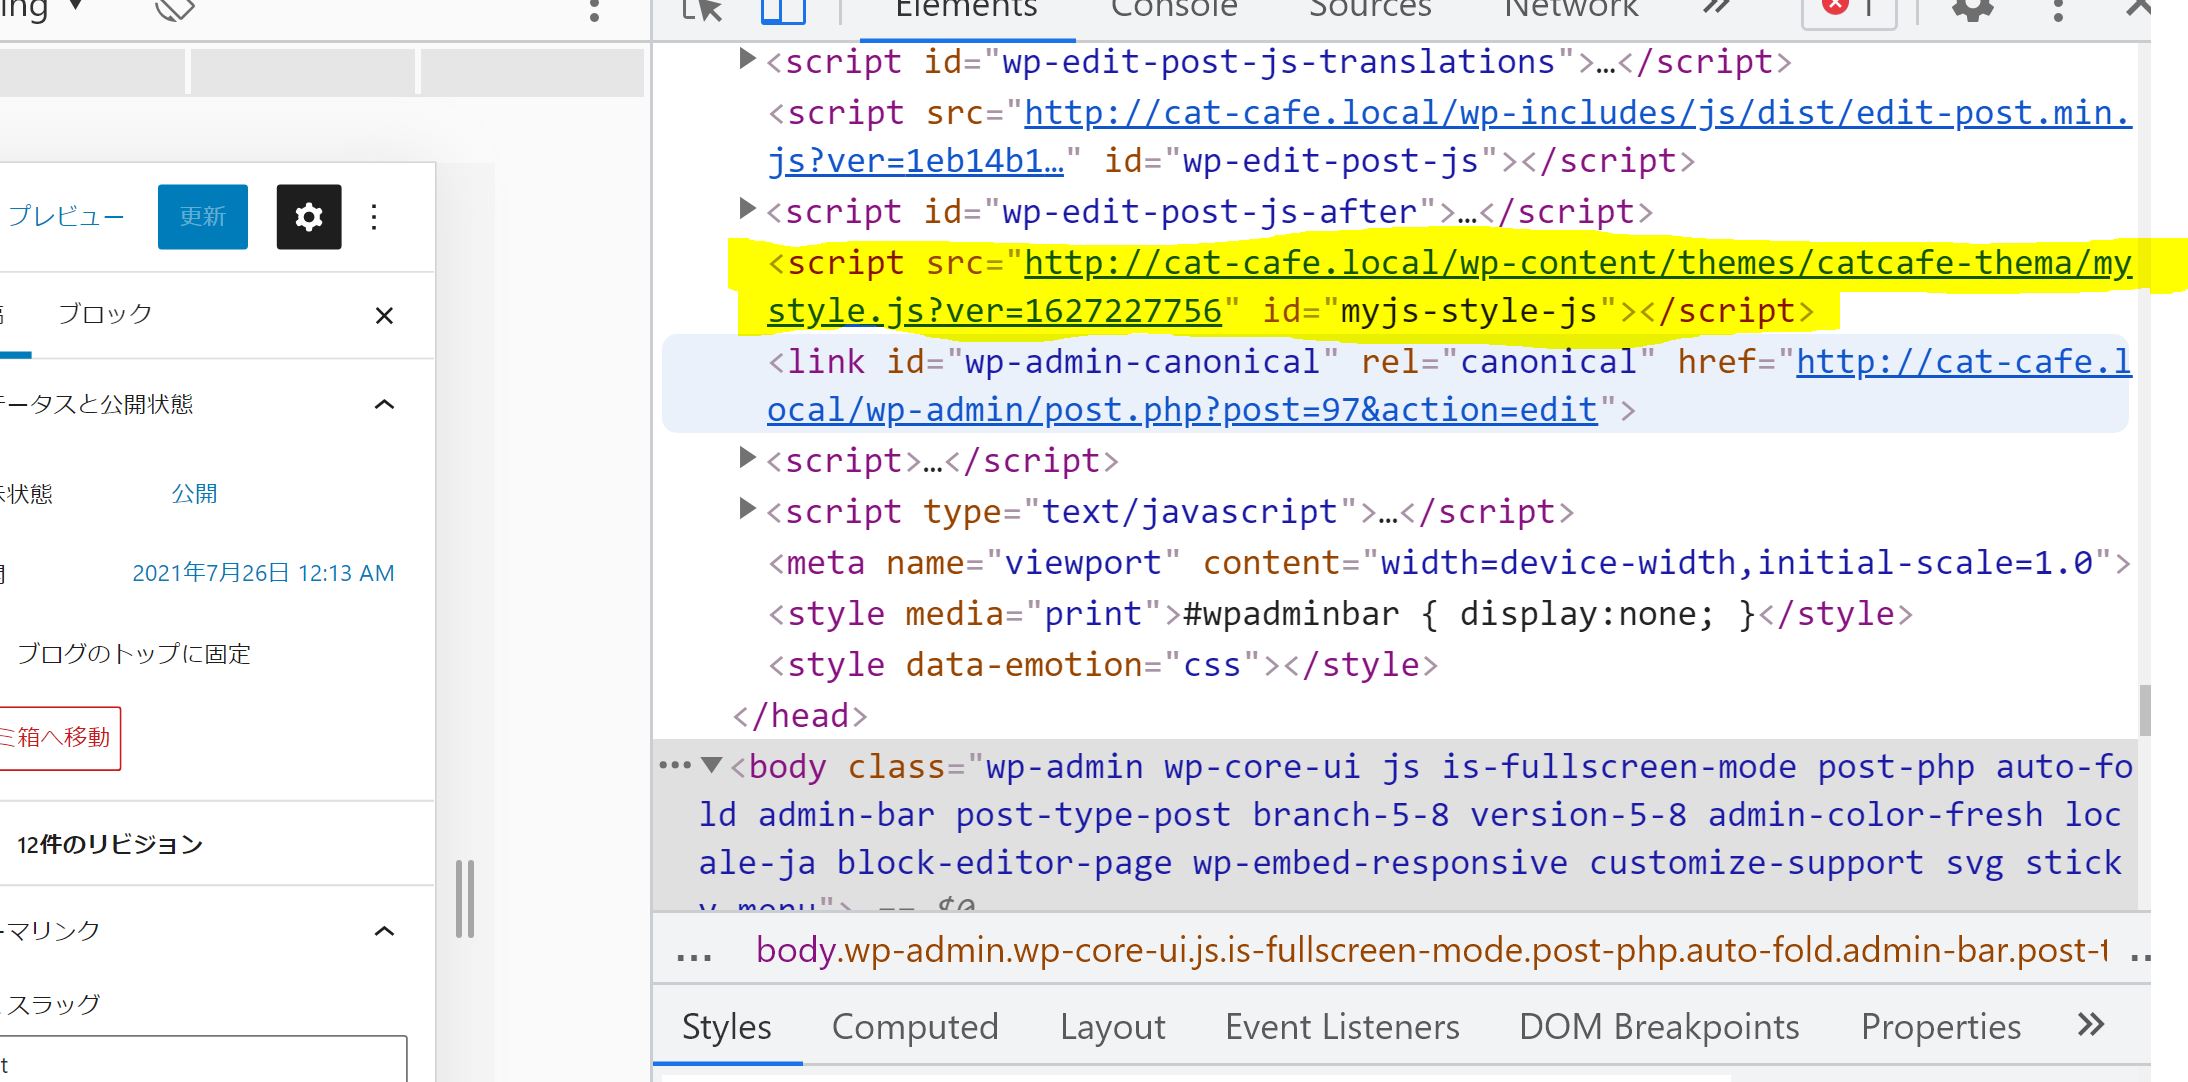 ing
プレビュー
更新
ブロック
ータスと公開状態
状態
公開
2021年7月26日 12:13 AM
ブログのトップに固定
ミ箱へ移動
12件のリビジョン
ーマリンク
スラッグ
t
Elements Console Sources Network » 1
<script id="wp-edit-post-js-translations">…</script>
<script src="http://cat-cafe.local/wp-includes/js/dist/edit-post.min.
js?ver=1eb14b1…" id="wp-edit-post-js"></script>
<script id="wp-edit-post-js-after">…</script>
<script src="http://cat-cafe.local/wp-content/themes/catcafe-thema/my
style.js?ver=1627227756" id="myjs-style-js"></script>
<link id="wp-admin-canonical" rel="canonical" href="http://cat-cafe.l
ocal/wp-admin/post.php?post=97&action=edit">
<script>…</script>
<script type="text/javascript">…</script>
<meta name="viewport" content="width=device-width,initial-scale=1.0">
<style media="print">#wpadminbar { display:none; }</style>
<style data-emotion="css"></style>
</head>
<body class="wp-admin wp-core-ui js is-fullscreen-mode post-php auto-fo
ld admin-bar post-type-post branch-5-8 version-5-8 admin-color-fresh loc
ale-ja block-editor-page wp-embed-responsive customize-support svg stick
y-menu"> == $0
... body.wp-admin.wp-core-ui.js.is-fullscreen-mode.post-php.auto-fold.admin-bar.post-t ..
Styles Computed Layout Event Listeners DOM Breakpoints Properties »